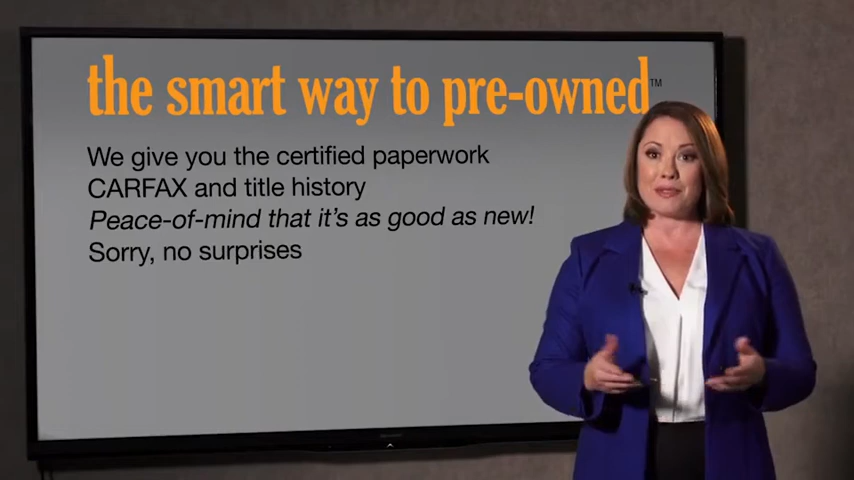 the smart way to pre-owned™
We give you the certified paperwork
CARFAX and title history
Peace-of-mind that it's as good as new!
Sorry, no surprises